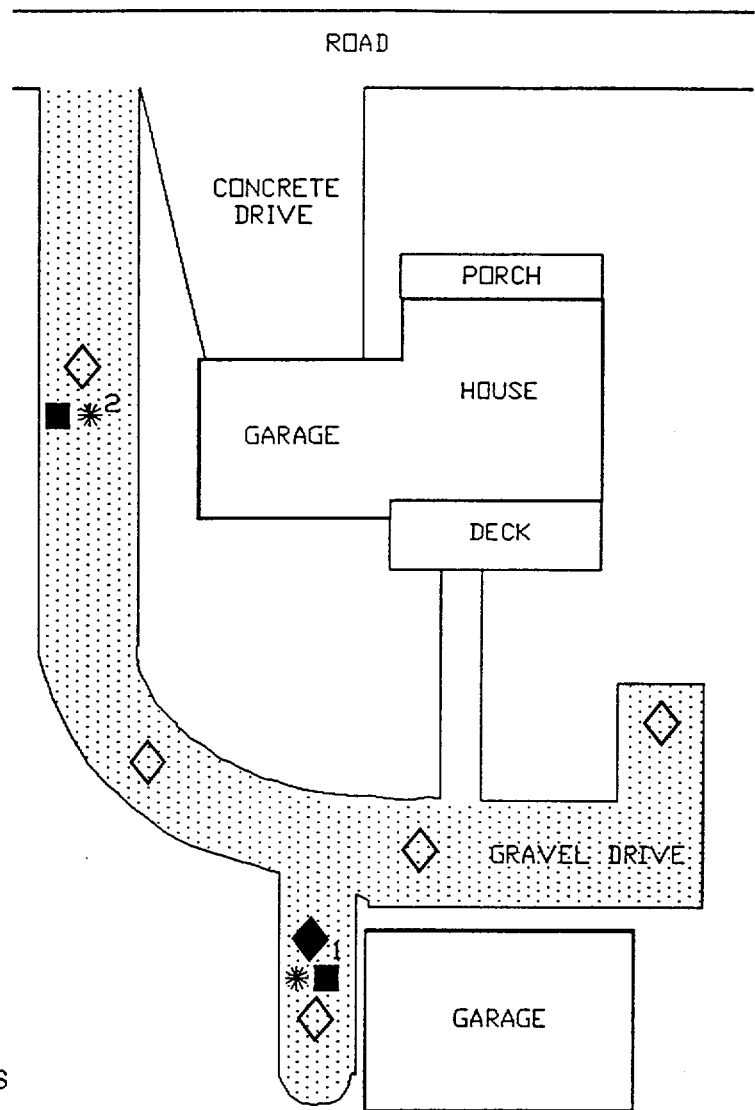 ROAD
CONCRETE
DRIVE
PORCH
HOUSE
2
GARAGE
DECK
GRAVEL DRIVE
1
GARAGE
S